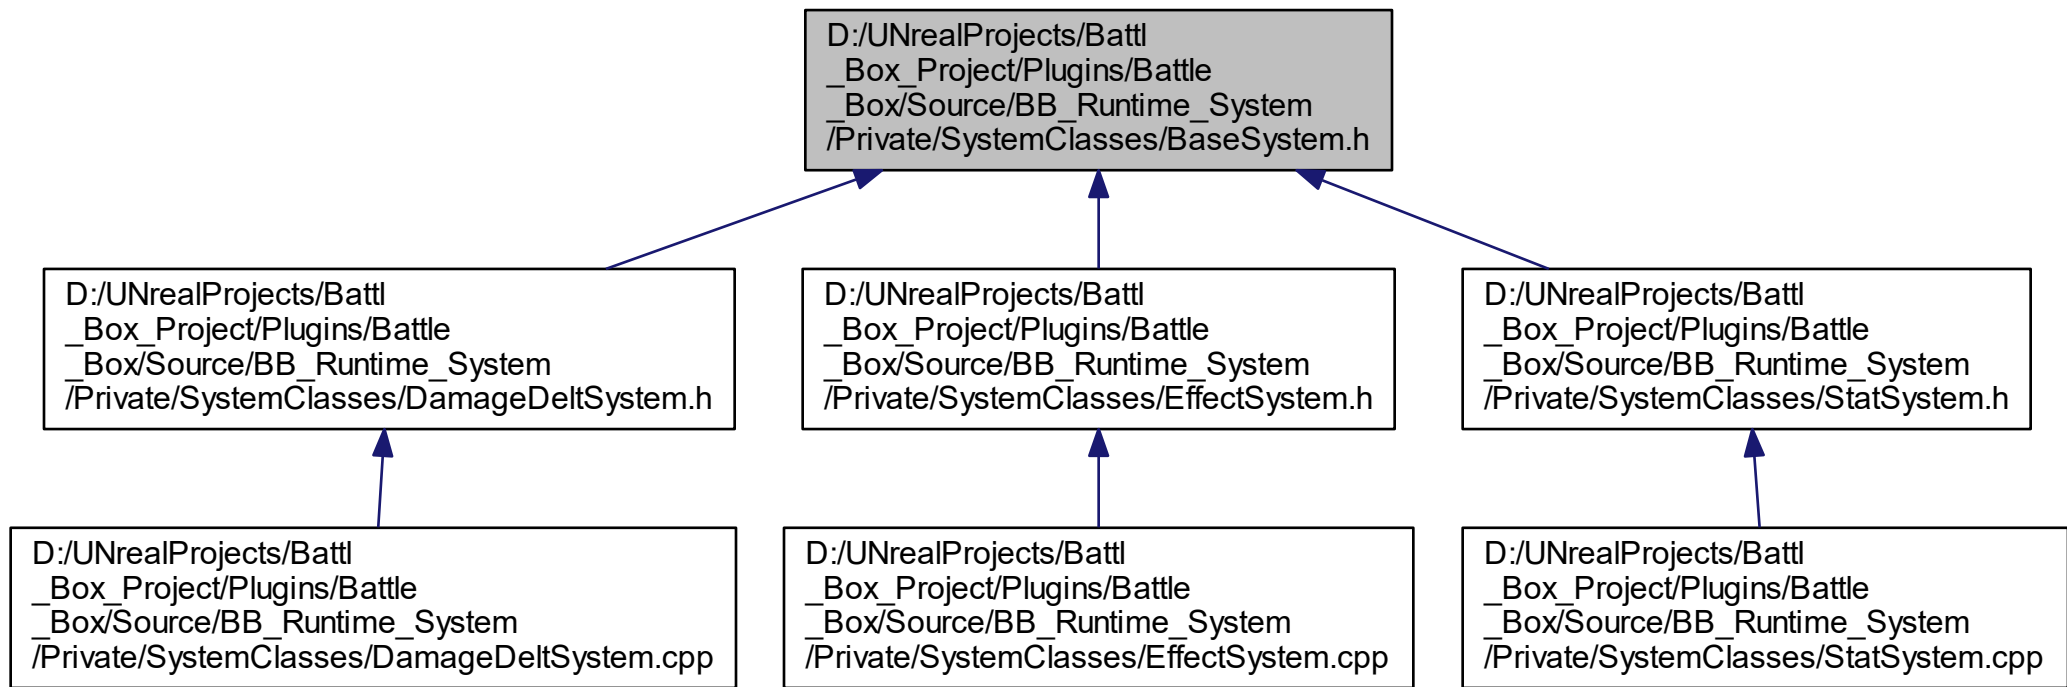 D:/UNrealProjects/Battl
_Box_Project/Plugins/Battle
_Box/Source/BB_Runtime_System
/Private/SystemClasses/BaseSystem.h
D:/UNrealProjects/Battl
_Box_Project/Plugins/Battle
_Box/Source/BB_Runtime_System
/Private/SystemClasses/DamageDeltSystem.h
D:/UNrealProjects/Battl
_Box_Project/Plugins/Battle
_Box/Source/BB_Runtime_System
/Private/SystemClasses/EffectSystem.h
D:/UNrealProjects/Battl
_Box_Project/Plugins/Battle
_Box/Source/BB_Runtime_System
/Private/SystemClasses/StatSystem.h
D:/UNrealProjects/Battl
_Box_Project/Plugins/Battle
_Box/Source/BB_Runtime_System
/Private/SystemClasses/DamageDeltSystem.cpp
D:/UNrealProjects/Battl
_Box_Project/Plugins/Battle
_Box/Source/BB_Runtime_System
/Private/SystemClasses/EffectSystem.cpp
D:/UNrealProjects/Battl
_Box_Project/Plugins/Battle
_Box/Source/BB_Runtime_System
/Private/SystemClasses/StatSystem.cpp